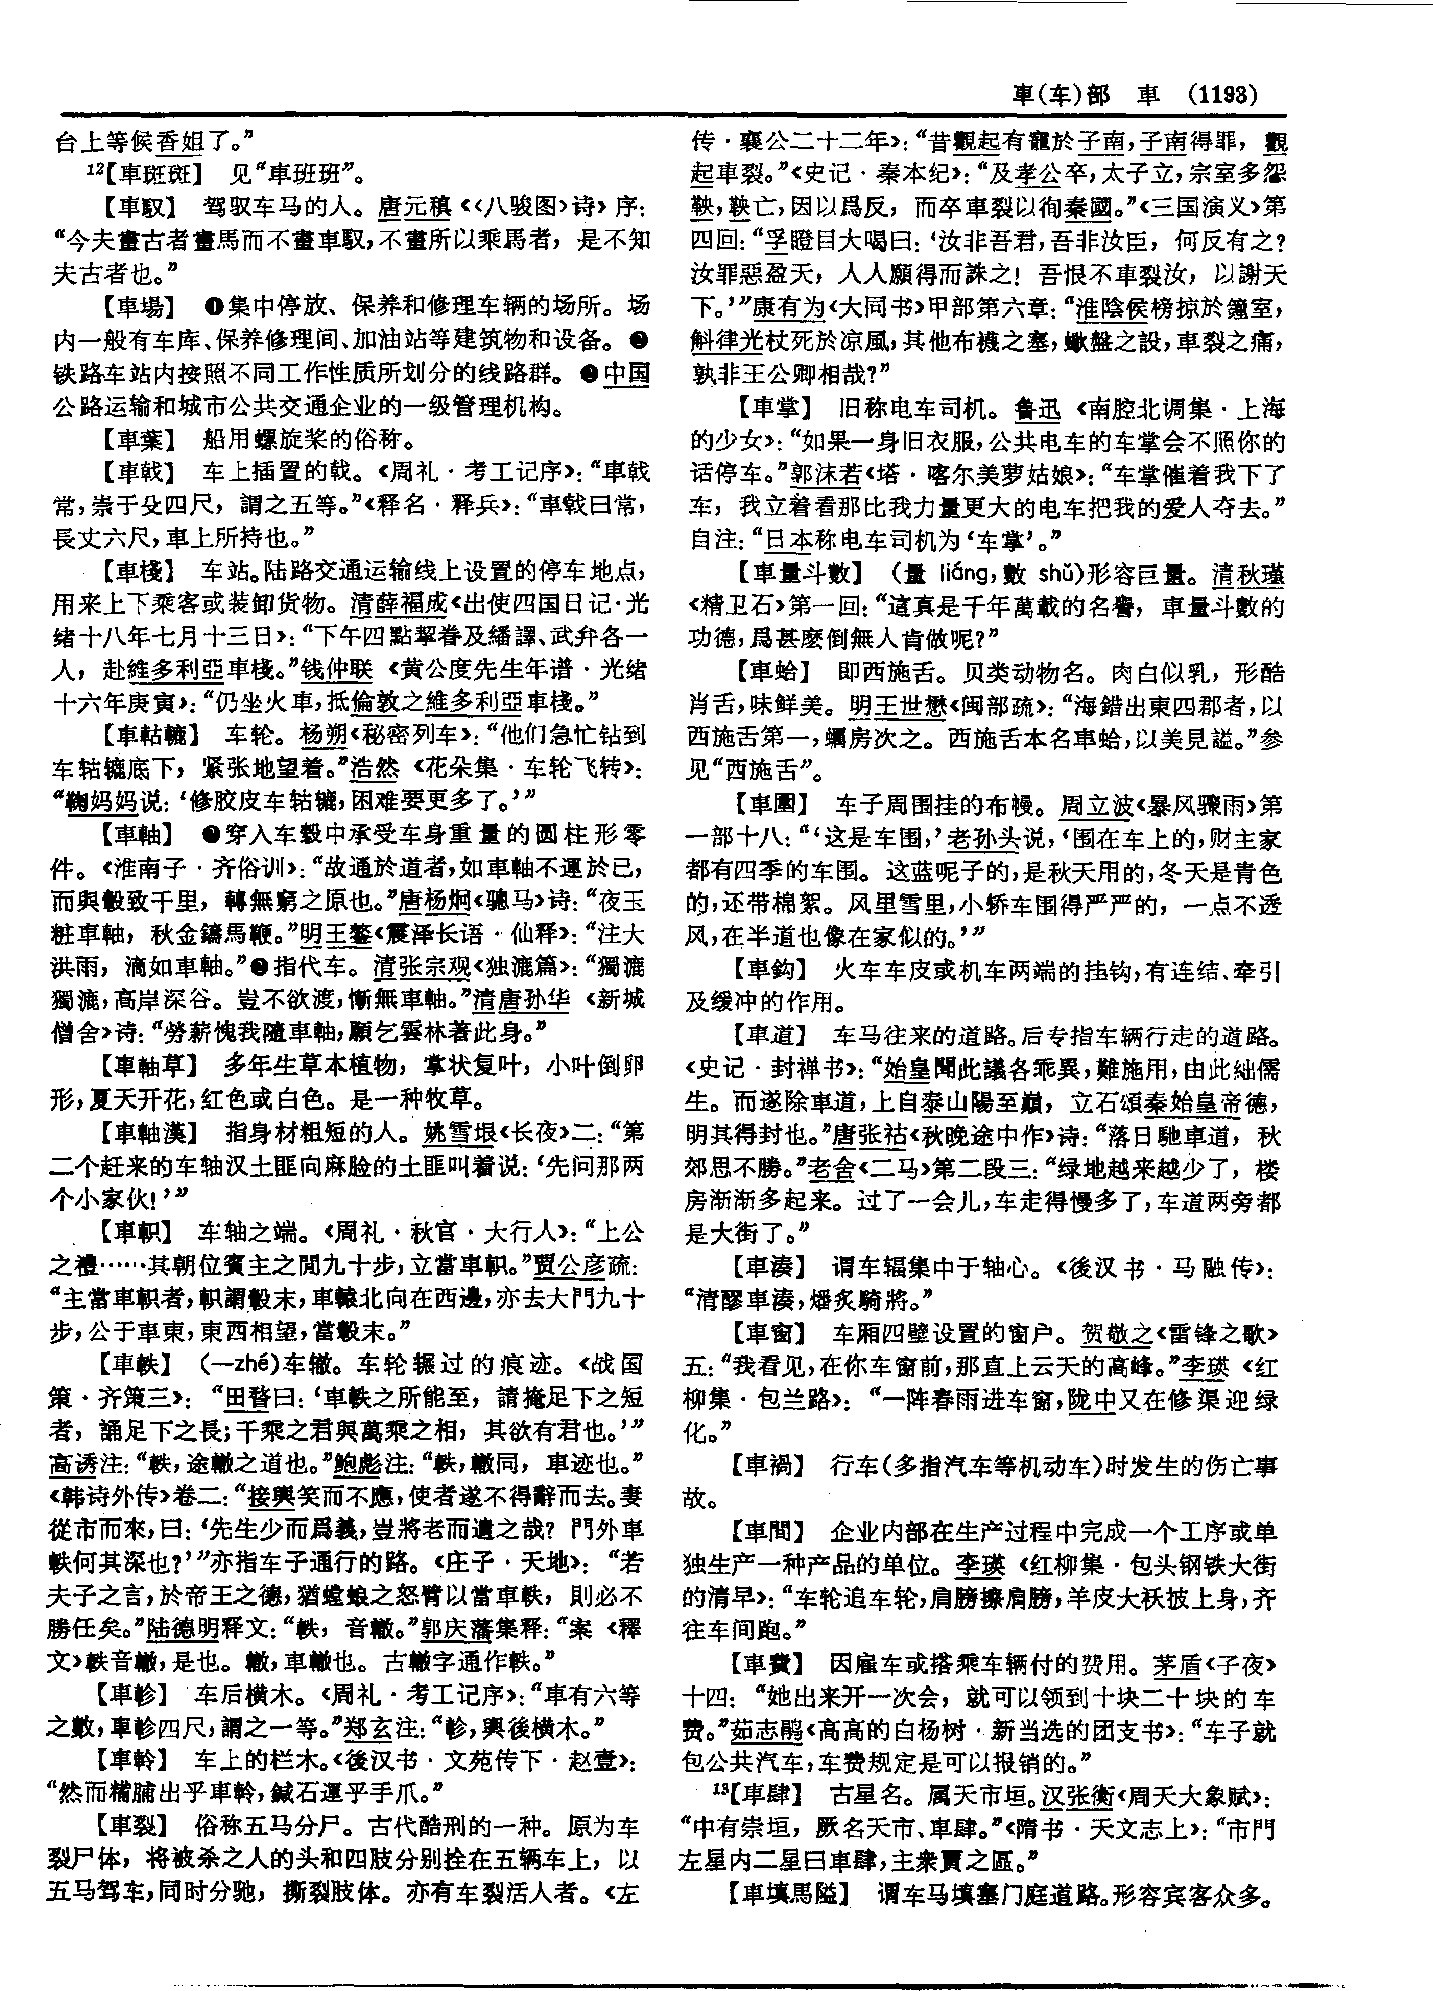 車(车)部　車　(1193)
台上等候香姐了。”
¹²【車斑斑】　见“車班班”。
【車馭】　驾驭车马的人。唐元稹《〈八骏图〉诗》序：
“今夫畫古者畫馬而不畫車馭，不畫所以乘馬者，是不知
夫古者也。”
【車場】　❶集中停放、保养和修理车辆的场所。场
内一般有车库、保养修理间、加油站等建筑物和设备。❷
铁路车站内按照不同工作性质所划分的线路群。❸中国
公路运输和城市公共交通企业的一级管理机构。
【車葉】　船用螺旋桨的俗称。
【車戟】　车上插置的戟。《周礼·考工记序》：“車戟
常，崇于殳四尺，謂之五等。”《释名·释兵》：“車戟曰常，
長丈六尺，車上所持也。”
【車棧】　车站。陆路交通运输线上设置的停车地点，
用来上下乘客或装卸货物。清薛福成《出使四国日记·光
绪十八年七月十三日》：“下午四點挈眷及繙譯、武弁各一
人，赴維多利亞車棧。”钱仲联《黄公度先生年谱·光绪
十六年庚寅》：“仍坐火車，抵倫敦之維多利亞車棧。”
【車軲轆】　车轮。杨朔《秘密列车》：“他们急忙钻到
车轱辘底下，紧张地望着。”浩然《花朵集·车轮飞转》：
“鞠妈妈说：‘修胶皮车轱辘，困难要更多了。’”
【車軸】　❶穿入车毂中承受车身重量的圆柱形零
件。《淮南子·齐俗训》：“故通於道者，如車軸不運於己，
而與轂致千里，轉無窮之原也。”唐杨炯《骢马》诗：“夜玉
粧車軸，秋金鑄馬鞭。”明王鏊《震泽长语·仙释》：“注大
洪雨，滴如車軸。”❷指代车。清张宗观《独漉篇》：“獨漉
獨漉，高岸深谷。豈不欲渡，慚無車軸。”清唐孙华《新城
僧舍》诗：“勞薪愧我隨車軸，願乞雲林著此身。”
【車軸草】　多年生草本植物，掌状复叶，小叶倒卵
形，夏天开花，红色或白色。是一种牧草。
【車軸漢】　指身材粗短的人。姚雪垠《长夜》二：“第
二个赶来的车轴汉土匪向麻脸的土匪叫着说：‘先问那两
个小家伙！’”
【車軹】　车轴之端。《周礼·秋官·大行人》：“上公
之禮……其朝位賓主之閒九十步，立當車軹。”贾公彦疏：
“主當車軹者，軹謂轂末，車轅北向在西邊，亦去大門九十
步，公于車東，東西相望，當轂末。”
【車軼】　(—zhé)车辙。车轮辗过的痕迹。《战国
策·齐策三》：“田瞀曰：‘車軼之所能至，請掩足下之短
者，誦足下之長；千乘之君與萬乘之相，其欲有君也。’”
高诱注：“軼，途轍之道也。”鲍彪注：“軼，轍同，車迹也。”
《韩诗外传》卷二：“接輿笑而不應，使者遂不得辭而去。妻
從市而來，曰：‘先生少而爲義，豈將老而遺之哉？門外車
軼何其深也？’”亦指车子通行的路。《庄子·天地》：“若
夫子之言，於帝王之德，猶螳蜋之怒臂以當車軼，則必不
勝任矣。”陆德明释文：“軼，音轍。”郭庆藩集释：“案《釋
文》軼音轍，是也。轍，車轍也。古轍字通作軼。”
【車軫】　车后横木。《周礼·考工记序》：“車有六等
之數，車軫四尺，謂之一等。”郑玄注：“軫，輿後横木。”
【車軨】　车上的栏木。《後汉书·文苑传下·赵壹》：
“然而糒脯出乎車軨，鍼石運乎手爪。”
【車裂】　俗称五马分尸。古代酷刑的一种。原为车
裂尸体，将被杀之人的头和四肢分别拴在五辆车上，以
五马驾车，同时分驰，撕裂肢体。亦有车裂活人者。《左
传·襄公二十二年》：“昔觀起有寵於子南，子南得罪，觀
起車裂。”《史记·秦本纪》：“及孝公卒，太子立，宗室多怨
鞅，鞅亡，因以爲反，而卒車裂以徇秦國。”《三国演义》第
四回：“孚瞪目大喝曰：‘汝非吾君，吾非汝臣，何反有之？
汝罪惡盈天，人人願得而誅之！吾恨不車裂汝，以謝天
下。’”康有为《大同书》甲部第六章：“淮陰侯榜掠於鐘室，
斛律光杖死於凉風，其他布襪之塞，蠍盤之設，車裂之痛，
孰非王公卿相哉？”
【車掌】　旧称电车司机。鲁迅《南腔北调集·上海
的少女》：“如果一身旧衣服，公共电车的车掌会不照你的
话停车。”郭沫若《塔·喀尔美萝姑娘》：“车掌催着我下了
车，我立着看那比我力量更大的电车把我的爱人夺去。”
自注：“日本称电车司机为‘车掌’。”
【車量斗數】　(量 liáng，數 shǔ)形容巨量。清秋瑾
《精卫石》第一回：“這真是千年萬載的名譽，車量斗數的
功德，爲甚麽倒無人肯做呢？”
【車蛤】　即西施舌。贝类动物名。肉白似乳，形酷
肖舌，味鲜美。明王世懋《闽部疏》：“海錯出東四郡者，以
西施舌第一，蠣房次之。西施舌本名車蛤，以美見謚。”参
见“西施舌”。
【車圍】　车子周围挂的布幔。周立波《暴风骤雨》第
一部十八：“‘这是车围，’老孙头说，‘围在车上的，财主家
都有四季的车围。这蓝呢子的，是秋天用的，冬天是青色
的，还带棉絮。风里雪里，小轿车围得严严的，一点不透
风，在半道也像在家似的。’”
【車鈎】　火车车皮或机车两端的挂钩，有连结、牵引
及缓冲的作用。
【車道】　车马往来的道路。后专指车辆行走的道路。
《史记·封禅书》：“始皇聞此議各乖異，難施用，由此絀儒
生。而遂除車道，上自泰山陽至巔，立石頌秦始皇帝德，
明其得封也。”唐张祜《秋晚途中作》诗：“落日馳車道，秋
郊思不勝。”老舍《二马》第二段三：“绿地越来越少了，楼
房渐渐多起来。过了一会儿，车走得慢多了，车道两旁都
是大街了。”
【車湊】　谓车辐集中于轴心。《後汉书·马融传》：
“清醪車湊，燔炙騎將。”
【車窗】　车厢四壁设置的窗户。贺敬之《雷锋之歌》
五：“我看见，在你车窗前，那直上云天的高峰。”李瑛《红
柳集·包兰路》：“一阵春雨进车窗，陇中又在修渠迎绿
化。”
【車禍】　行车(多指汽车等机动车)时发生的伤亡事
故。
【車間】　企业内部在生产过程中完成一个工序或单
独生产一种产品的单位。李瑛《红柳集·包头钢铁大街
的清早》：“车轮追车轮，肩膀撩肩膀，羊皮大袄披上身，齐
往车间跑。”
【車費】　因雇车或搭乘车辆付的费用。茅盾《子夜》
十四：“她出来开一次会，就可以领到十块二十块的车
费。”茹志鹃《高高的白杨树·新当选的团支书》：“车子就
包公共汽车，车费规定是可以报销的。”
¹³【車肆】　古星名。属天市垣。汉张衡《周天大象赋》：
“中有崇垣，厥名天市、車肆。”《隋书·天文志上》：“市門
左星内二星曰車肆，主衆賈之區。”
【車填馬隘】　谓车马填塞门庭道路。形容宾客众多。